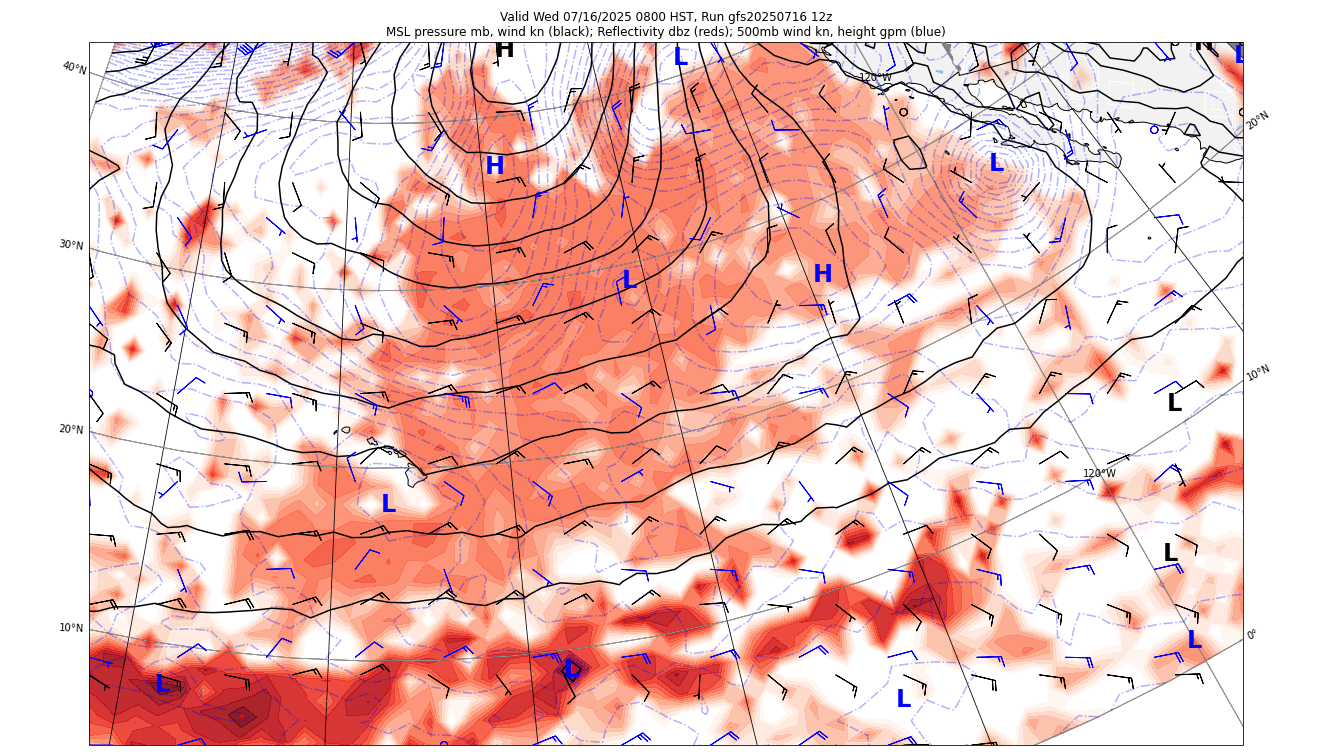 Valid Wed 07/16/2025 0800 HST, Run gfs20250716 12z
MSL pressure mb, wind kn (black); Reflectivity dbz (reds); 500mb wind kn, height gpm (blue)
H
L
H
L
40°N
120°W
20°N
H
L
30°N
L
H
10°N
20°N
L
120°W
L
L
10°N
0°
L
L
L
L